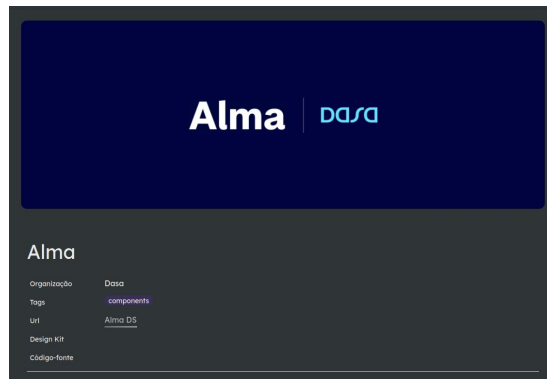 Alma DASA
Alma
Organização Dasa
Tags components
Url Alma DS
Design Kit
Código-fonte